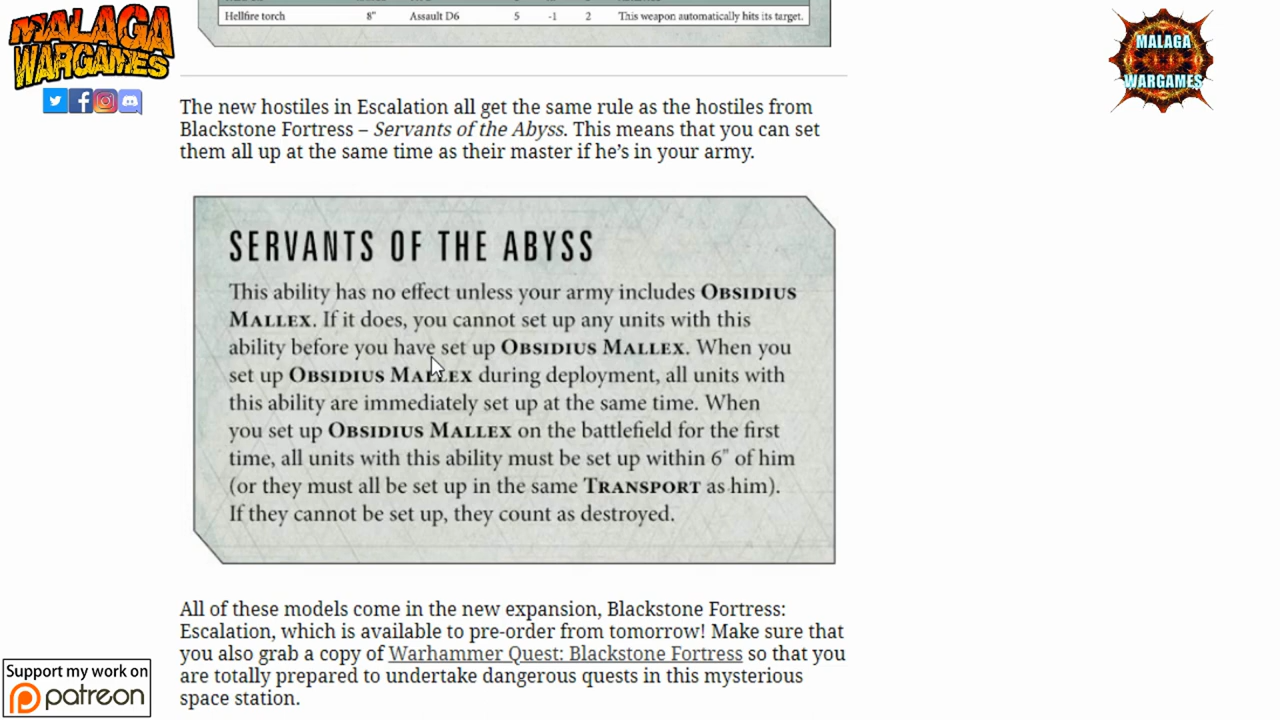 MALAGA
WARGAMES
MALAGA
WARGAMES
Hellfire torch 8" Assault D6 5 -1 2 This weapon automatically hits its target.
The new hostiles in Escalation all get the same rule as the hostiles from
Blackstone Fortress – Servants of the Abyss. This means that you can set
them all up at the same time as their master if he's in your army.
SERVANTS OF THE ABYSS
This ability has no effect unless your army includes OBSIDIUS
MALLEX. If it does, you cannot set up any units with this
ability before you have set up OBSIDIUS MALLEX. When you
set up OBSIDIUS MALLEX during deployment, all units with
this ability are immediately set up at the same time. When
you set up OBSIDIUS MALLEX on the battlefield for the first
time, all units with this ability must be set up within 6" of him
(or they must all be set up in the same TRANSPORT as him).
If they cannot be set up, they count as destroyed.
All of these models come in the new expansion, Blackstone Fortress:
Escalation, which is available to pre-order from tomorrow! Make sure that
you also grab a copy of Warhammer Quest: Blackstone Fortress so that you
are totally prepared to undertake dangerous quests in this mysterious
space station.
Support my work on
patreon